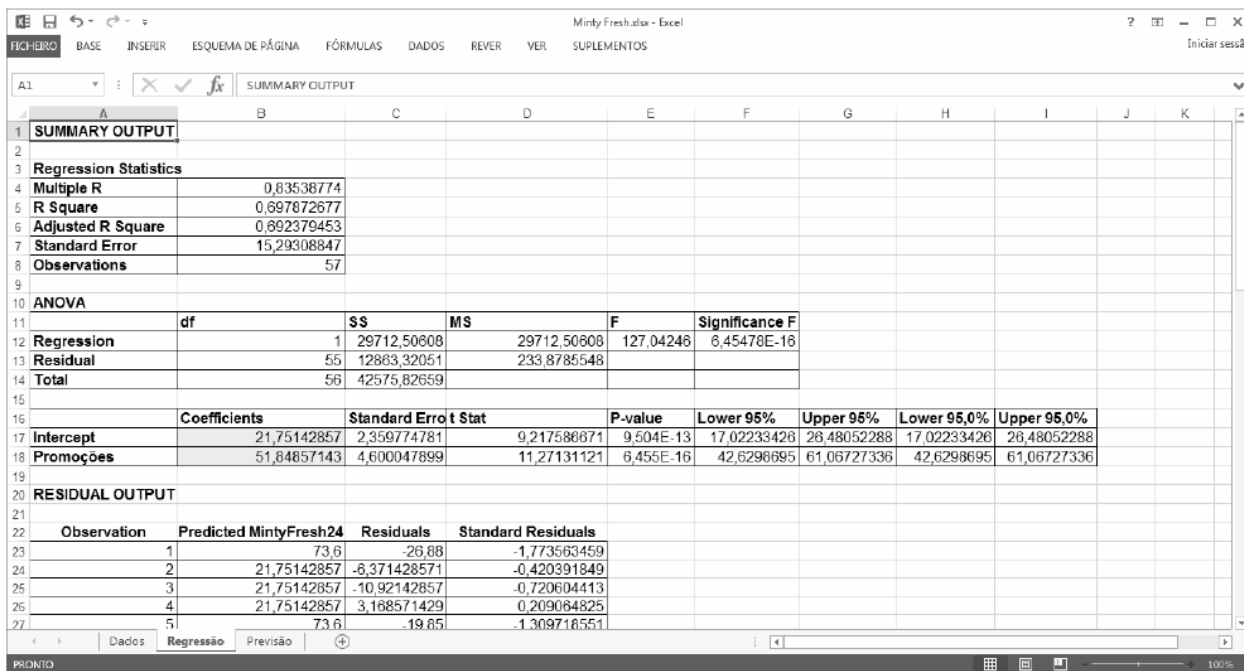 Minty Fresh.xlsx - Excel
FICHEIRO BASE INSERIR ESQUEMA DE PÁGINA FÓRMULAS DADOS REVER VER SUPLEMENTOS Iniciar sessã
A1 fx SUMMARY OUTPUT
A B C D E F G H I J K
1 SUMMARY OUTPUT
2
3 Regression Statistics
4 Multiple R 0,83538774
5 R Square 0,697872677
6 Adjusted R Square 0,692379453
7 Standard Error 15,29308847
8 Observations 57
9
10 ANOVA
11 df SS MS F Significance F
12 Regression 1 29712,50608 29712,50608 127,04246 6,45478E-16
13 Residual 55 12863,32051 233,8785548
14 Total 56 42575,82659
15
16 Coefficients Standard Erro t Stat P-value Lower 95% Upper 95% Lower 95,0% Upper 95,0%
17 Intercept 21,75142857 2,359774781 9,217586671 9,504E-13 17,02233426 26,48052288 17,02233426 26,48052288
18 Promoções 51,84857143 4,600047899 11,27131121 6,455E-16 42,6298695 61,06727336 42,6298695 61,06727336
19
20 RESIDUAL OUTPUT
21
22 Observation Predicted MintyFresh24 Residuals Standard Residuals
23 1 73,6 -26,88 -1,773563459
24 2 21,75142857 -6,371428571 -0,420391849
25 3 21,75142857 -10,92142857 -0,720604413
26 4 21,75142857 3,168571429 0,209064825
27 5 73,6 -19,85 -1,309718551
Dados Regressão Previsão
PRONTO 100%